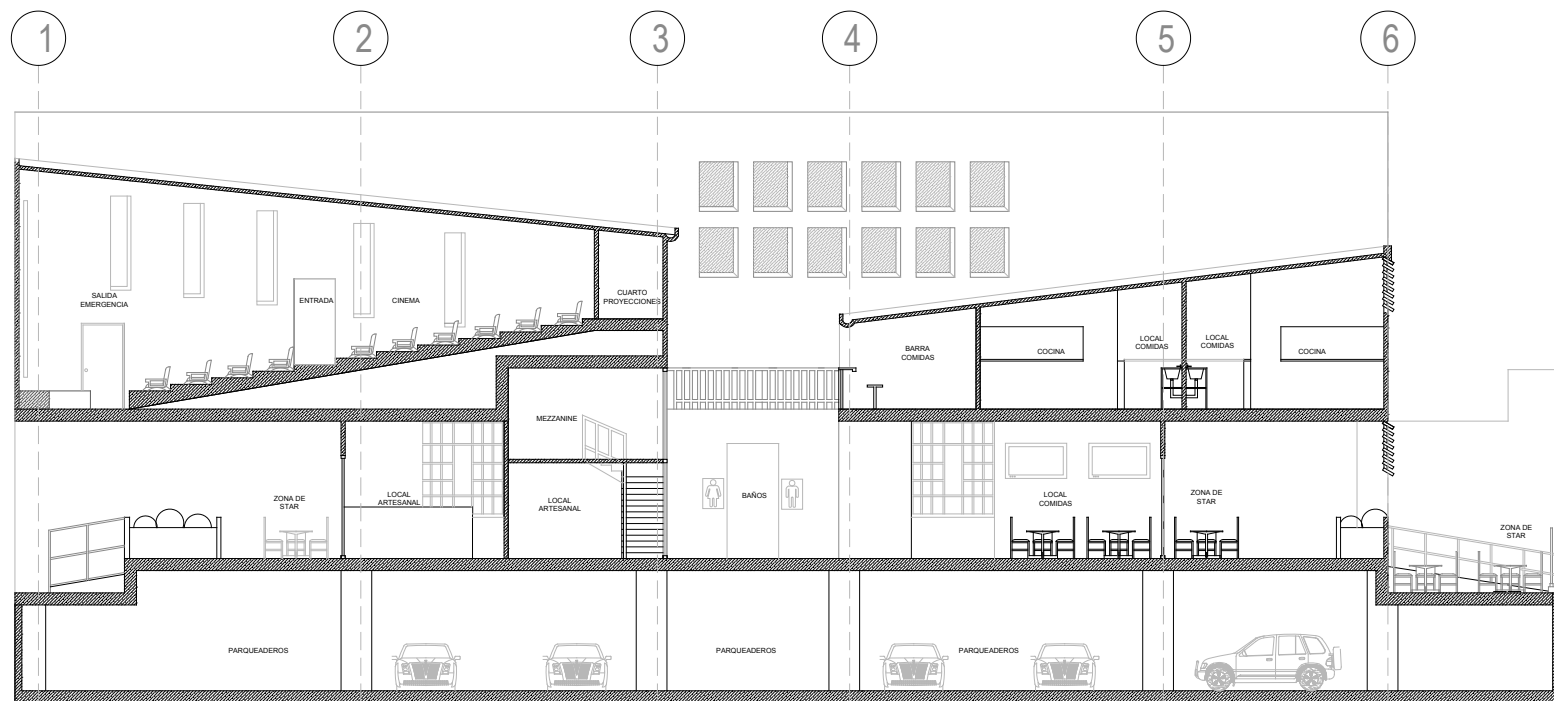 1
2
3
4
5
6
SALIDA
EMERGENCIA
ENTRADA
CINEMA
CUARTO
PROYECCIONES
BARRA
COMIDAS
COCINA
LOCAL
COMIDAS
LOCAL
COMIDAS
COCINA
MEZZANINE
ZONA DE
STAR
LOCAL
ARTESANAL
LOCAL
ARTESANAL
BAÑOS
LOCAL
COMIDAS
ZONA DE
STAR
ZONA DE
STAR
PARQUEADEROS
PARQUEADEROS
PARQUEADEROS